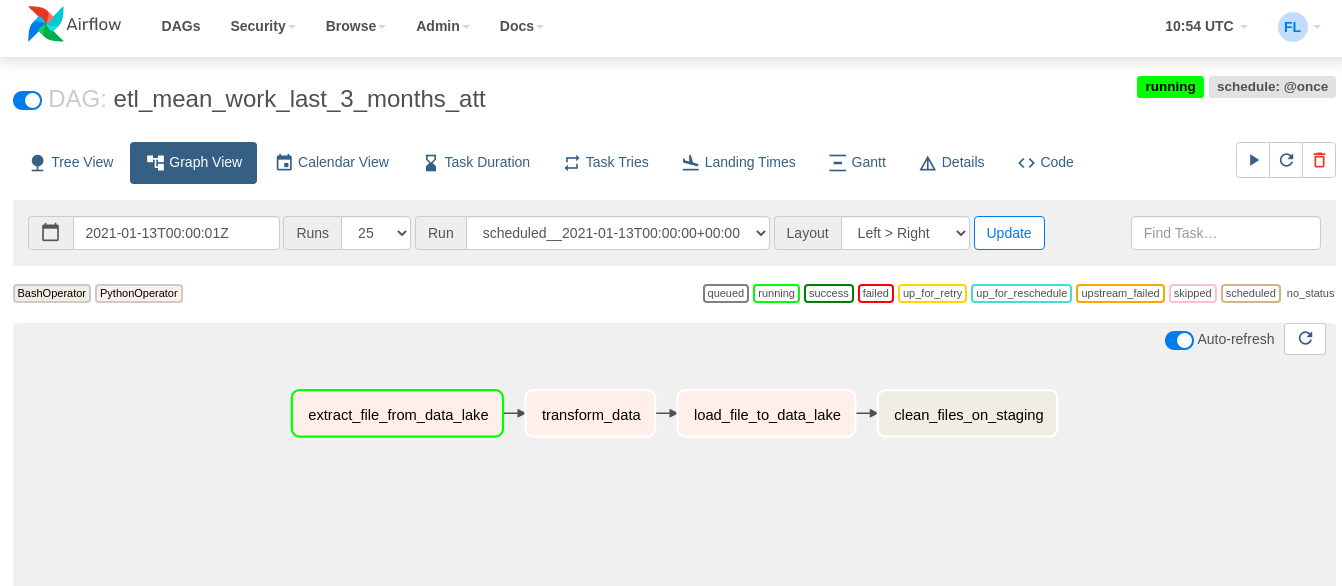 Airflow DAGs Security Browse Admin Docs 10:54 UTC FL
DAG: etl_mean_work_last_3_months_att running schedule: @once
Tree View Graph View Calendar View Task Duration Task Tries Landing Times Gantt Details Code
2021-01-13T00:00:01Z Runs 25 Run scheduled__2021-01-13T00:00:00+00:00 Layout Left > Right Update Find Task…
BashOperator PythonOperator queued running success failed up_for_retry up_for_reschedule upstream_failed skipped scheduled no_status
Auto-refresh
extract_file_from_data_lake transform_data load_file_to_data_lake clean_files_on_staging